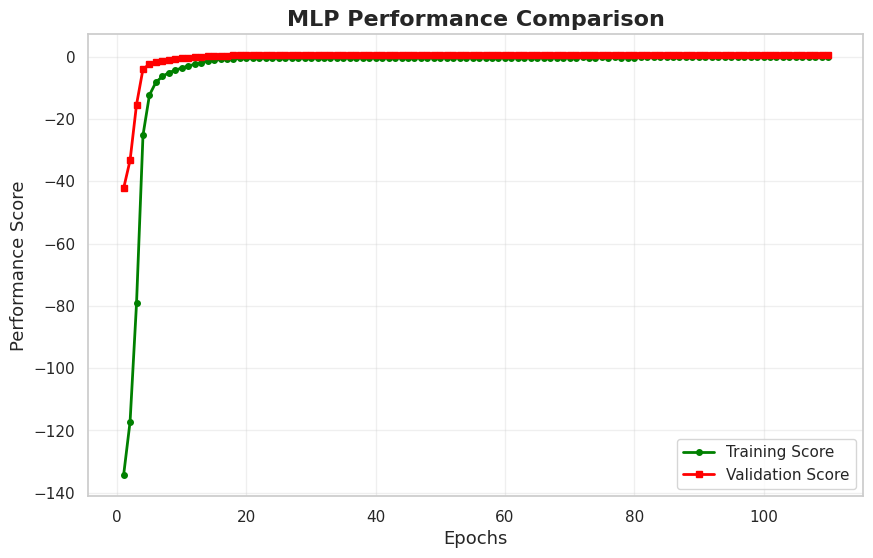 MLP Performance Comparison
Performance Score
0
−20
−40
−60
−80
−100
−120
−140
0 20 40 60 80 100
Epochs
Training Score
Validation Score